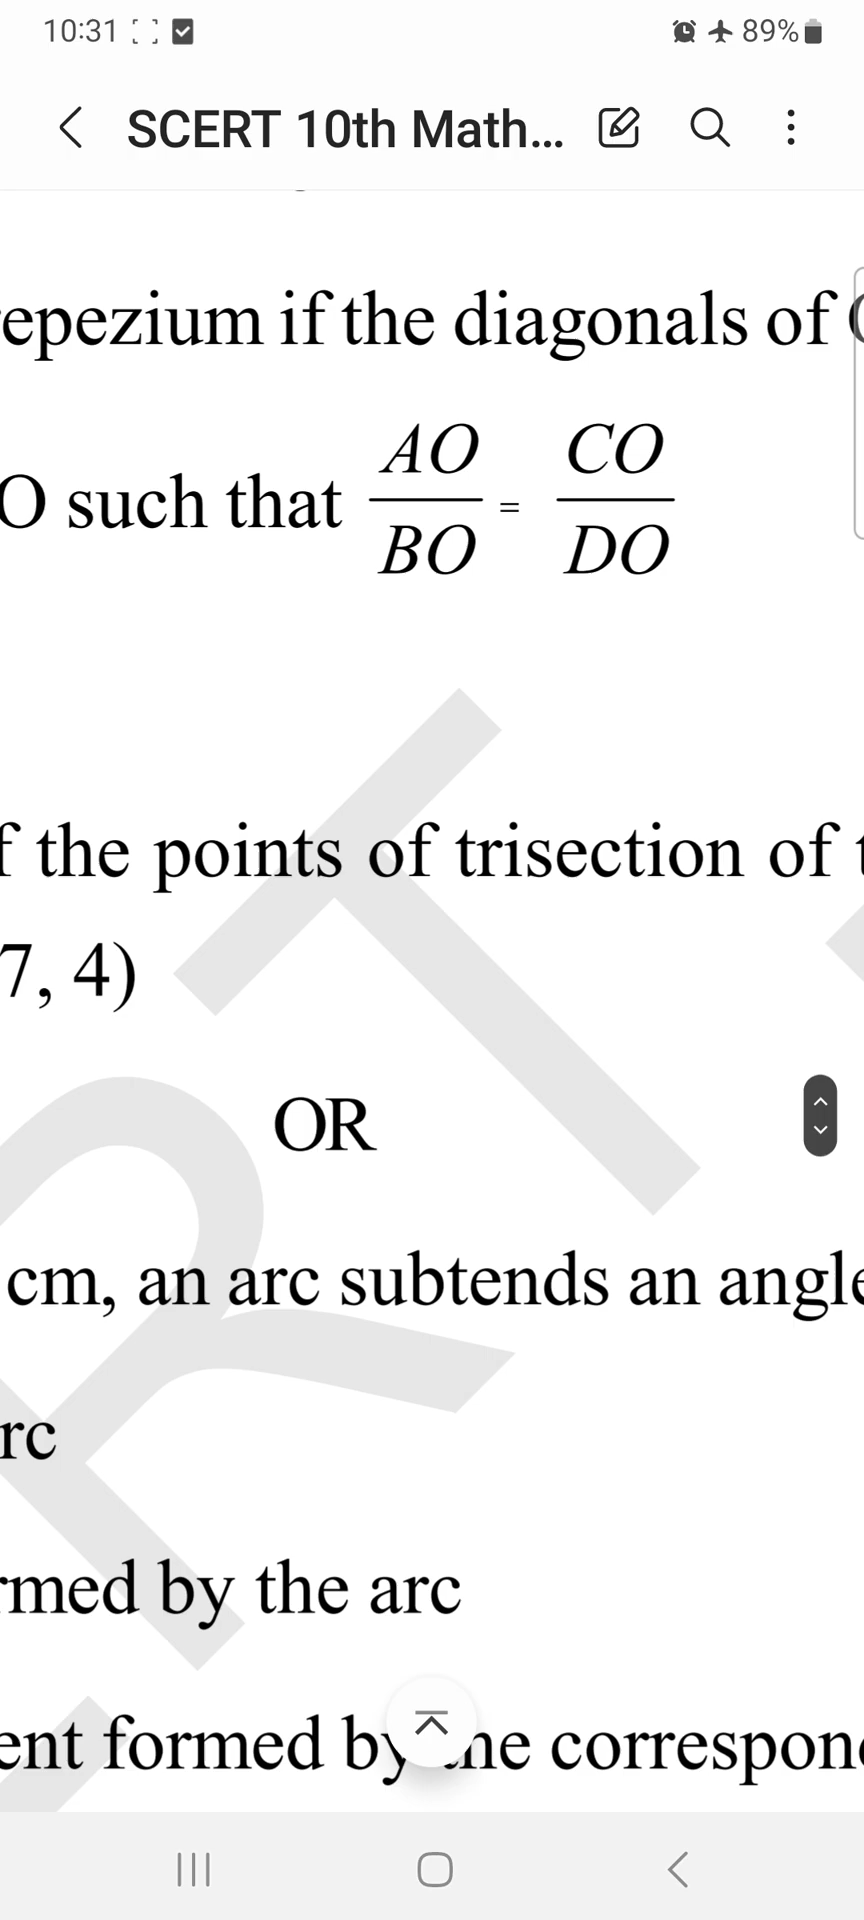 10:31 89%
SCERT 10th Math...
epezium if the diagonals of
O such that AO/BO = CO/DO
f the points of trisection of
7, 4)
OR
cm, an arc subtends an angle
rc
rmed by the arc
ent formed by the correspon